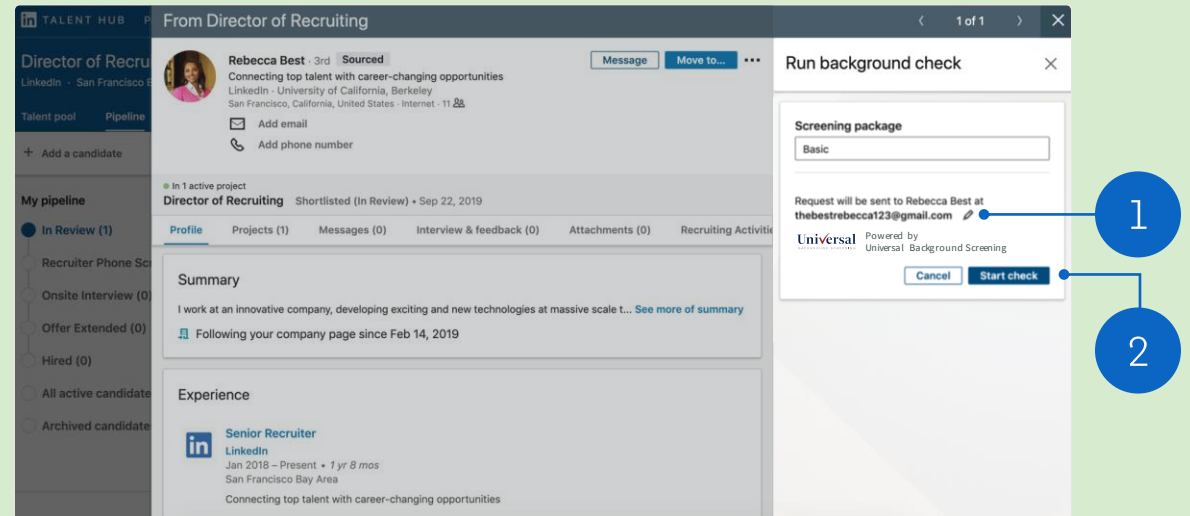 in TALENT HUB P
From Director of Recruiting
1 of 1
Director of Recru
LinkedIn · San Francisco B
Talent pool Pipeline
+ Add a candidate
My pipeline
In Review (1)
Recruiter Phone Scr
Onsite Interview (0)
Offer Extended (0)
Hired (0)
All active candidate
Archived candidate
Rebecca Best · 3rd Sourced
Message Move to... •••
Connecting top talent with career-changing opportunities
LinkedIn · University of California, Berkeley
San Francisco, California, United States · Internet · 11
Add email
Add phone number
In 1 active project
Director of Recruiting Shortlisted (In Review) • Sep 22, 2019
Profile Projects (1) Messages (0) Interview & feedback (0) Attachments (0) Recruiting Activitie
Summary
I work at an innovative company, developing exciting and new technologies at massive scale t... See more of summary
Following your company page since Feb 14, 2019
Experience
in
Senior Recruiter
LinkedIn
Jan 2018 – Present • 1 yr 8 mos
San Francisco Bay Area
Connecting top talent with career-changing opportunities
Run background check
Screening package
Basic
Request will be sent to Rebecca Best at
thebestrebecca123@gmail.com
Universal
Powered by
Universal Background Screening
Cancel Start check
1
2